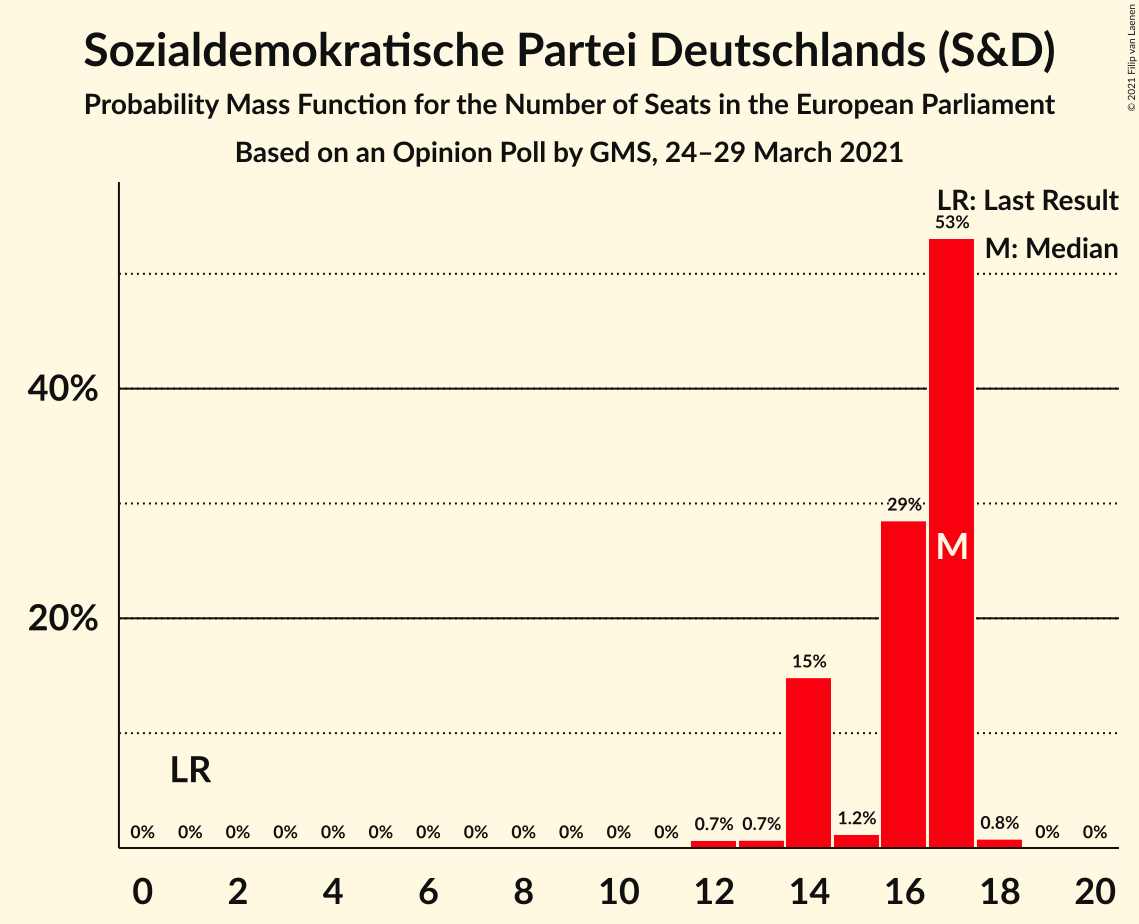 Sozialdemokratische Partei Deutschlands (S&D)
Probability Mass Function for the Number of Seats in the European Parliament
Based on an Opinion Poll by GMS, 24–29 March 2021
© 2021 Filip van Laenen
LR: Last Result
53%
M: Median
40%
29%
M
20%
15%
LR
0% 0% 0% 0% 0% 0% 0% 0% 0% 0% 0% 0% 0.7% 0.7% 1.2% 0.8% 0% 0%
0 2 4 6 8 10 12 14 16 18 20